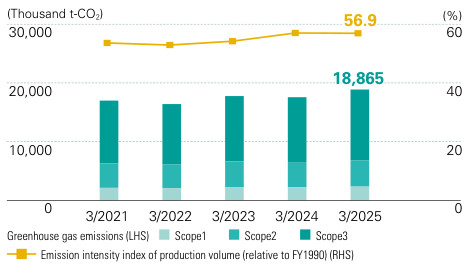 (Thousand t-CO₂) (%)
56.9
30,000 60
18,865
20,000 40
10,000 20
0 0
3/2021 3/2022 3/2023 3/2024 3/2025
Greenhouse gas emissions (LHS) Scope1 Scope2 Scope3
Emission intensity index of production volume (relative to FY1990) (RHS)